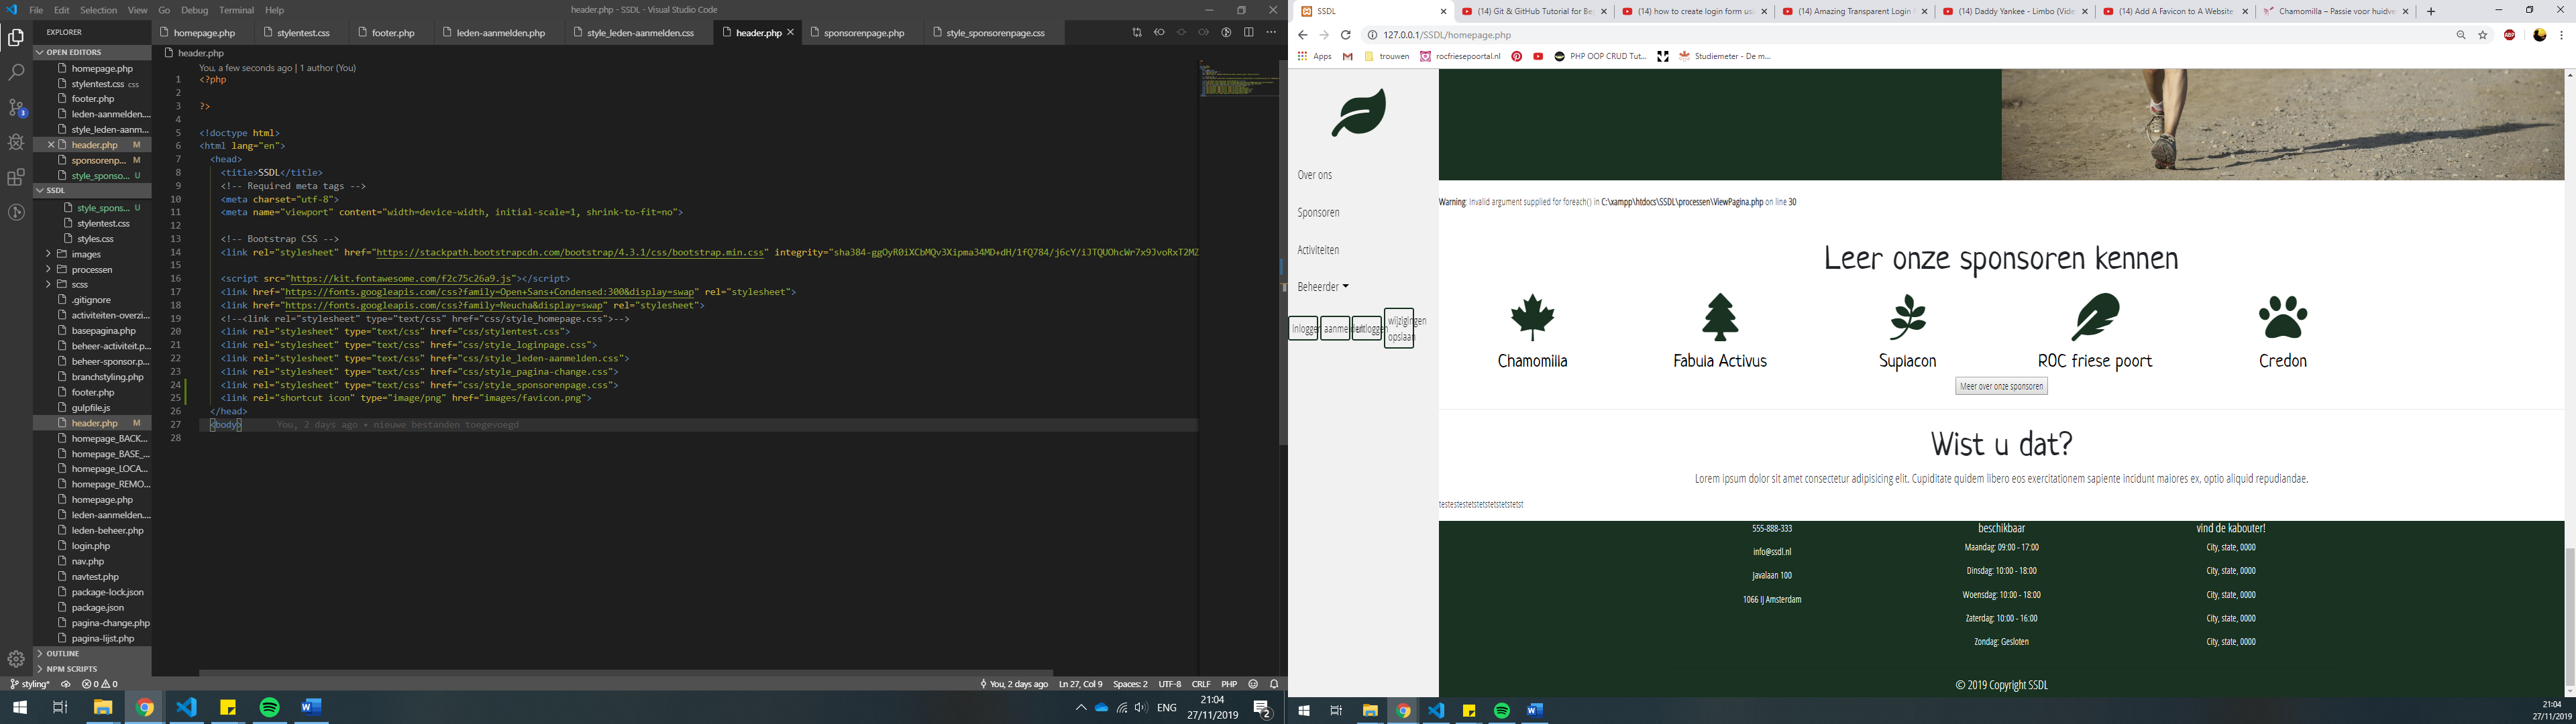 File Edit Selection View Go Debug Terminal Help
header.php - SSDL - Visual Studio Code
EXPLORER
OPEN EDITORS
homepage.php
stylentest.css css
footer.php
leden-aanmelden....
style_leden-aanm...
header.php M
sponsorenp... M
style_sponso... U
SSDL
style_spons... U
stylentest.css
styles.css
images
processen
scss
.gitignore
activiteiten-overzi...
basepagina.php
beheer-activiteit.p...
beheer-sponsor.p...
branchstyling.php
footer.php
gulpfile.js
header.php M
homepage_BACK...
homepage_BASE_...
homepage_LOCA...
homepage_REMO...
homepage.php
leden-aanmelden....
leden-beheer.php
login.php
nav.php
navtest.php
package-lock.json
package.json
pagina-change.php
pagina-lijst.php
OUTLINE
NPM SCRIPTS
homepage.php stylentest.css footer.php leden-aanmelden.php style_leden-aanmelden.css header.php sponsorenpage.php style_sponsorenpage.css
header.php
You, a few seconds ago | 1 author (You)
1 <?php
2
3 ?>
4
5 <!doctype html>
6 <html lang="en">
7 <head>
8 <title>SSDL</title>
9 <!-- Required meta tags -->
10 <meta charset="utf-8">
11 <meta name="viewport" content="width=device-width, initial-scale=1, shrink-to-fit=no">
12
13 <!-- Bootstrap CSS -->
14 <link rel="stylesheet" href="https://stackpath.bootstrapcdn.com/bootstrap/4.3.1/css/bootstrap.min.css" integrity="sha384-ggOyR0iXCbMQv3Xipma34MD+dH/1fQ784/j6cY/iJTQUOhcWr7x9JvoRxT2MZ
15
16 <script src="https://kit.fontawesome.com/f2c75c26a9.js"></script>
17 <link href="https://fonts.googleapis.com/css?family=Open+Sans+Condensed:300&display=swap" rel="stylesheet">
18 <link href="https://fonts.googleapis.com/css?family=Neucha&display=swap" rel="stylesheet">
19 <!--<link rel="stylesheet" type="text/css" href="css/style_homepage.css">-->
20 <link rel="stylesheet" type="text/css" href="css/stylentest.css">
21 <link rel="stylesheet" type="text/css" href="css/style_loginpage.css">
22 <link rel="stylesheet" type="text/css" href="css/style_leden-aanmelden.css">
23 <link rel="stylesheet" type="text/css" href="css/style_pagina-change.css">
24 <link rel="stylesheet" type="text/css" href="css/style_sponsorenpage.css">
25 <link rel="shortcut icon" type="image/png" href="images/favicon.png">
26 </head>
27 <body> You, 2 days ago • nieuwe bestanden toegevoegd
28
styling* 0 0 You, 2 days ago Ln 27, Col 9 Spaces: 2 UTF-8 CRLF PHP
ENG 21:04
27/11/2019 2
SSDL (14) Git & GitHub Tutorial for Be (14) how to create login form usi (14) Amazing Transparent Login (14) Daddy Yankee - Limbo (Vide (14) Add A Favicon to A Website Chamomilla – Passie voor huidve
127.0.0.1/SSDL/homepage.php
ABP
Apps trouwen rocfriesepoortal.nl PHP OOP CRUD Tut... Studiemeter - De m...
Over ons
Sponsoren
Activiteiten
Beheerder
inloggen aanmelden uitloggen wijzigingen
opslaan
Warning: Invalid argument supplied for foreach() in C:\xampp\htdocs\SSDL\processen\ViewPagina.php on line 30
Leer onze sponsoren kennen
Chamomilla Fabula Activus Supiacon ROC friese poort Credon
Meer over onze sponsoren
Wist u dat?
Lorem ipsum dolor sit amet consectetur adipisicing elit. Cupiditate quidem libero eos exercitationem sapiente incidunt maiores ex, optio aliquid repudiandae.
555-888-333
info@ssdl.nl
Javalaan 100
1066 IJ Amsterdam
beschikbaar
Maandag: 09:00 - 17:00
Dinsdag: 10:00 - 18:00
Woensdag: 10:00 - 18:00
Zaterdag: 10:00 - 16:00
Zondag: Gesloten
vind de kabouter!
City, state, 0000
City, state, 0000
City, state, 0000
City, state, 0000
City, state, 0000
© 2019 Copyright SSDL
21:04
27/11/2019